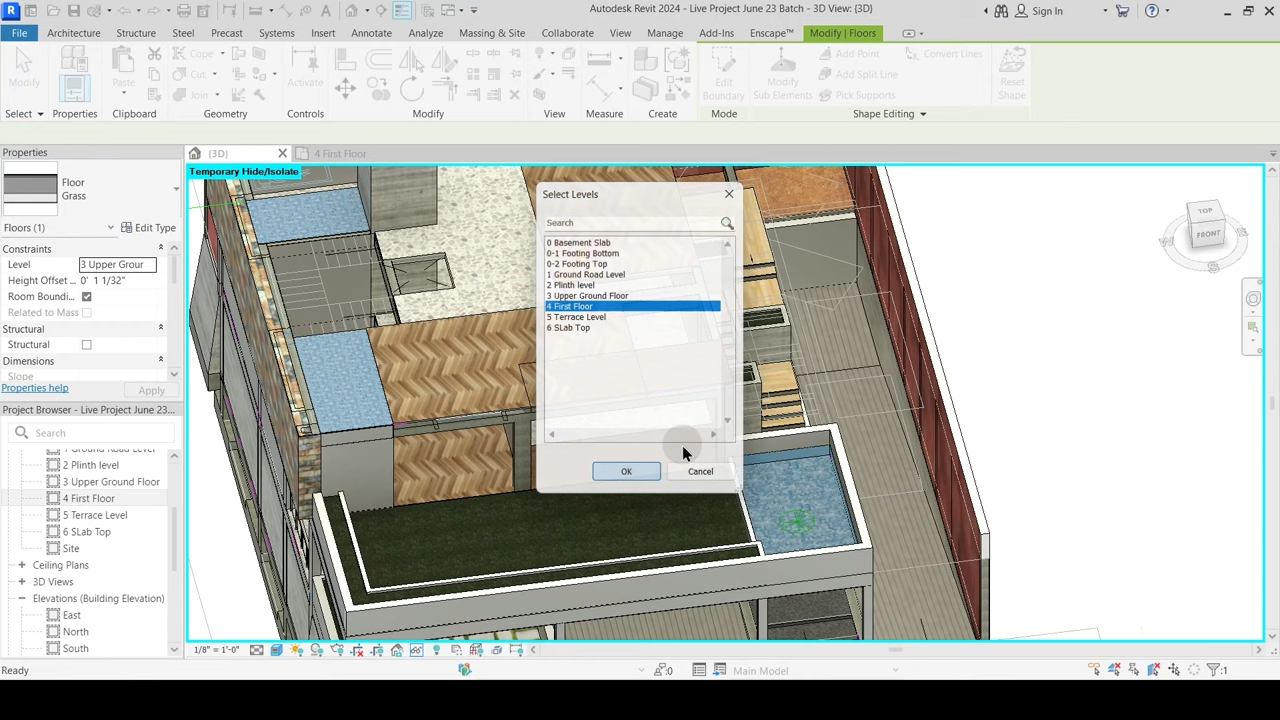 Autodesk Revit 2024 - Live Project June 23 Batch - 3D View: {3D}
Sign In
File Architecture Structure Steel Precast Systems Insert Annotate Analyze Massing & Site Collaborate View Manage Add-Ins Enscape™ Modify | Floors
Modify
Paste
Cope
Cut
Join
Activate
Edit
Boundary
Modify
Sub Elements
Add Point
Add Split Line
Pick Supports
Convert Lines
Reset
Shape
Select Properties Clipboard Geometry Controls Modify View Measure Create Mode Shape Editing
Properties
{3D}
4 First Floor
Floor
Grass
Floors (1)
Edit Type
Constraints
Level 3 Upper Grour
Height Offset ... 0' 1 1/32"
Room Boundi...
Related to Mass
Structural
Structural
Dimensions
Slope
Properties help
Apply
Project Browser - Live Project June 23...
Search
1 Ground Road Level
2 Plinth level
3 Upper Ground Floor
4 First Floor
5 Terrace Level
6 SLab Top
Site
Ceiling Plans
3D Views
Elevations (Building Elevation)
East
North
South
Temporary Hide/Isolate
Select Levels
Search
0 Basement Slab
0-1 Footing Bottom
0-2 Footing Top
1 Ground Road Level
2 Plinth level
3 Upper Ground Floor
4 First Floor
5 Terrace Level
6 SLab Top
OK
Cancel
TOP
FRONT
W
1/8" = 1'-0"
Ready
:0
Main Model
:1